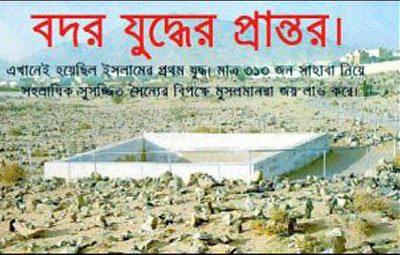 বদর যুদ্ধের প্রান্তর।
এখানেই হয়েছিল ইসলামের প্রথম যুদ্ধ। মাত্র ৩১৩ জন সাহাবা নিয়ে
সহস্রাধিক সুসজ্জিত সৈন্যের বিপক্ষে মুসলমানরা জয় লাভ করে।